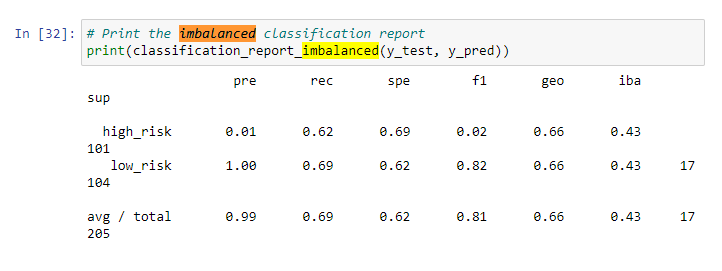 In [32]: # Print the imbalanced classification report
print(classification_report_imbalanced(y_test, y_pred))
pre rec spe f1 geo iba
sup
high_risk 0.01 0.62 0.69 0.02 0.66 0.43
101
low_risk 1.00 0.69 0.62 0.82 0.66 0.43 17
104
avg / total 0.99 0.69 0.62 0.81 0.66 0.43 17
205